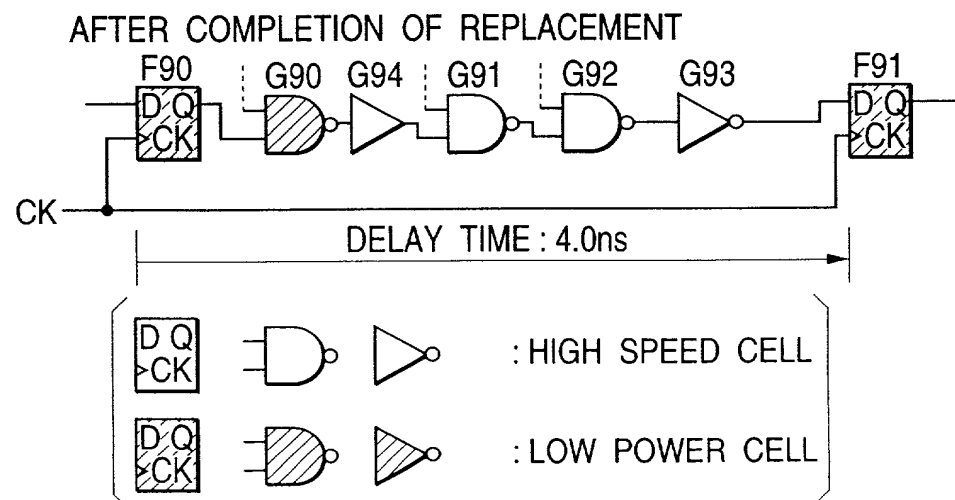 AFTER COMPLETION OF REPLACEMENT
F90 G90 G94 G91 G92 G93 F91
D Q D Q
CK CK
CK
DELAY TIME : 4.0ns
D Q
CK : HIGH SPEED CELL
D Q
CK : LOW POWER CELL